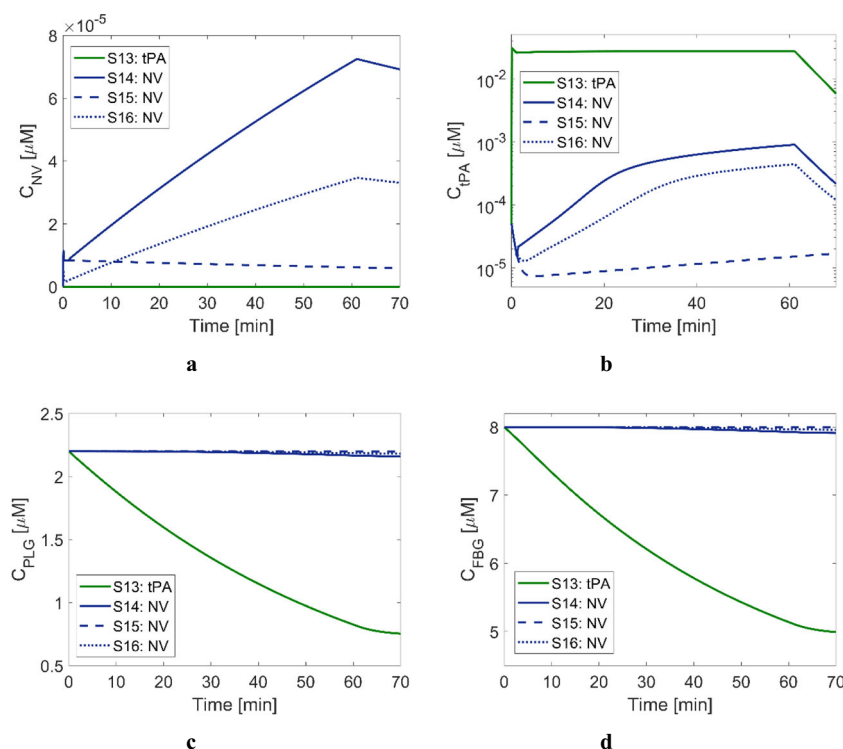 ×10⁻⁵
8
6
4
2
0
C_NV [μM]
S13: tPA
S14: NV
S15: NV
S16: NV
0 10 20 30 40 50 60 70
Time [min]
a
10⁻²
10⁻³
10⁻⁴
10⁻⁵
C_tPA [μM]
S13: tPA
S14: NV
S15: NV
S16: NV
0 20 40 60
Time [min]
b
2.5
2
1.5
1
0.5
C_PLG [μM]
S13: tPA
S14: NV
S15: NV
S16: NV
0 10 20 30 40 50 60 70
Time [min]
c
8
7
6
5
C_FBG [μM]
S13: tPA
S14: NV
S15: NV
S16: NV
0 10 20 30 40 50 60 70
Time [min]
d